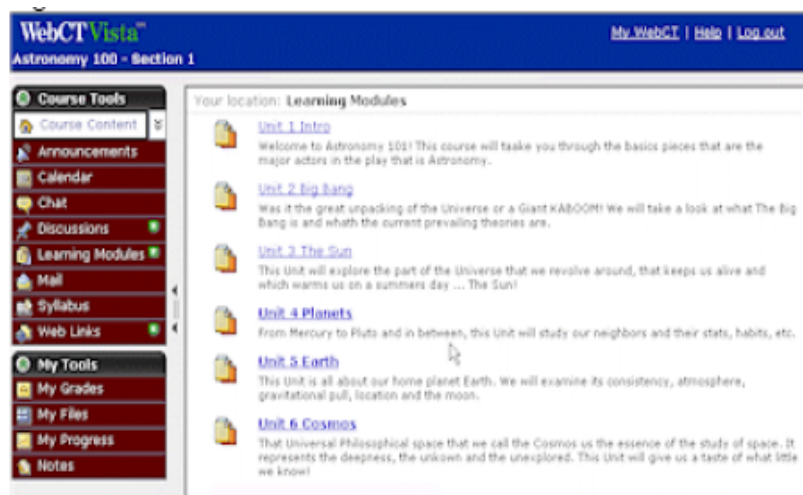 WebCT Vista™
My WebCT | Help | Log out
Astronomy 100 - Section 1
Course Tools
Course Content
Announcements
Calendar
Chat
Discussions
Learning Modules
Mail
Syllabus
Web Links
My Tools
My Grades
My Files
My Progress
Notes
Your location: Learning Modules
Unit 1 Intro
Welcome to Astronomy 101! This course will taake you through the basics pieces that are the
major actors in the play that is Astronomy.
Unit 2 Big Bang
Was it the great unpacking of the Universe or a Giant KABOOM! We will take a look at what The Big
Bang is and whath the current prevailing theories are.
Unit 3 The Sun
This Unit will explore the part of the Universe that we revolve around, that keeps us alive and
which warms us on a summers day ... The Sun!
Unit 4 Planets
From Mercury to Pluto and in between, this Unit will study our neighbors and their stats, habits, etc.
Unit 5 Earth
This Unit is all about our home planet Earth. We will examine its consistency, atmosphere,
gravitational pull, location and the moon.
Unit 6 Cosmos
That Universal Philosophical space that we call the Cosmos us the essence of the study of space. It
represents the deepness, the unkown and the unexplored. This Unit will give us a taste of what little
we know!